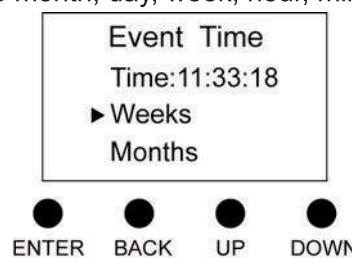 Event Time
Time:11:33:18
▶Weeks
Months
ENTER BACK UP DOWN